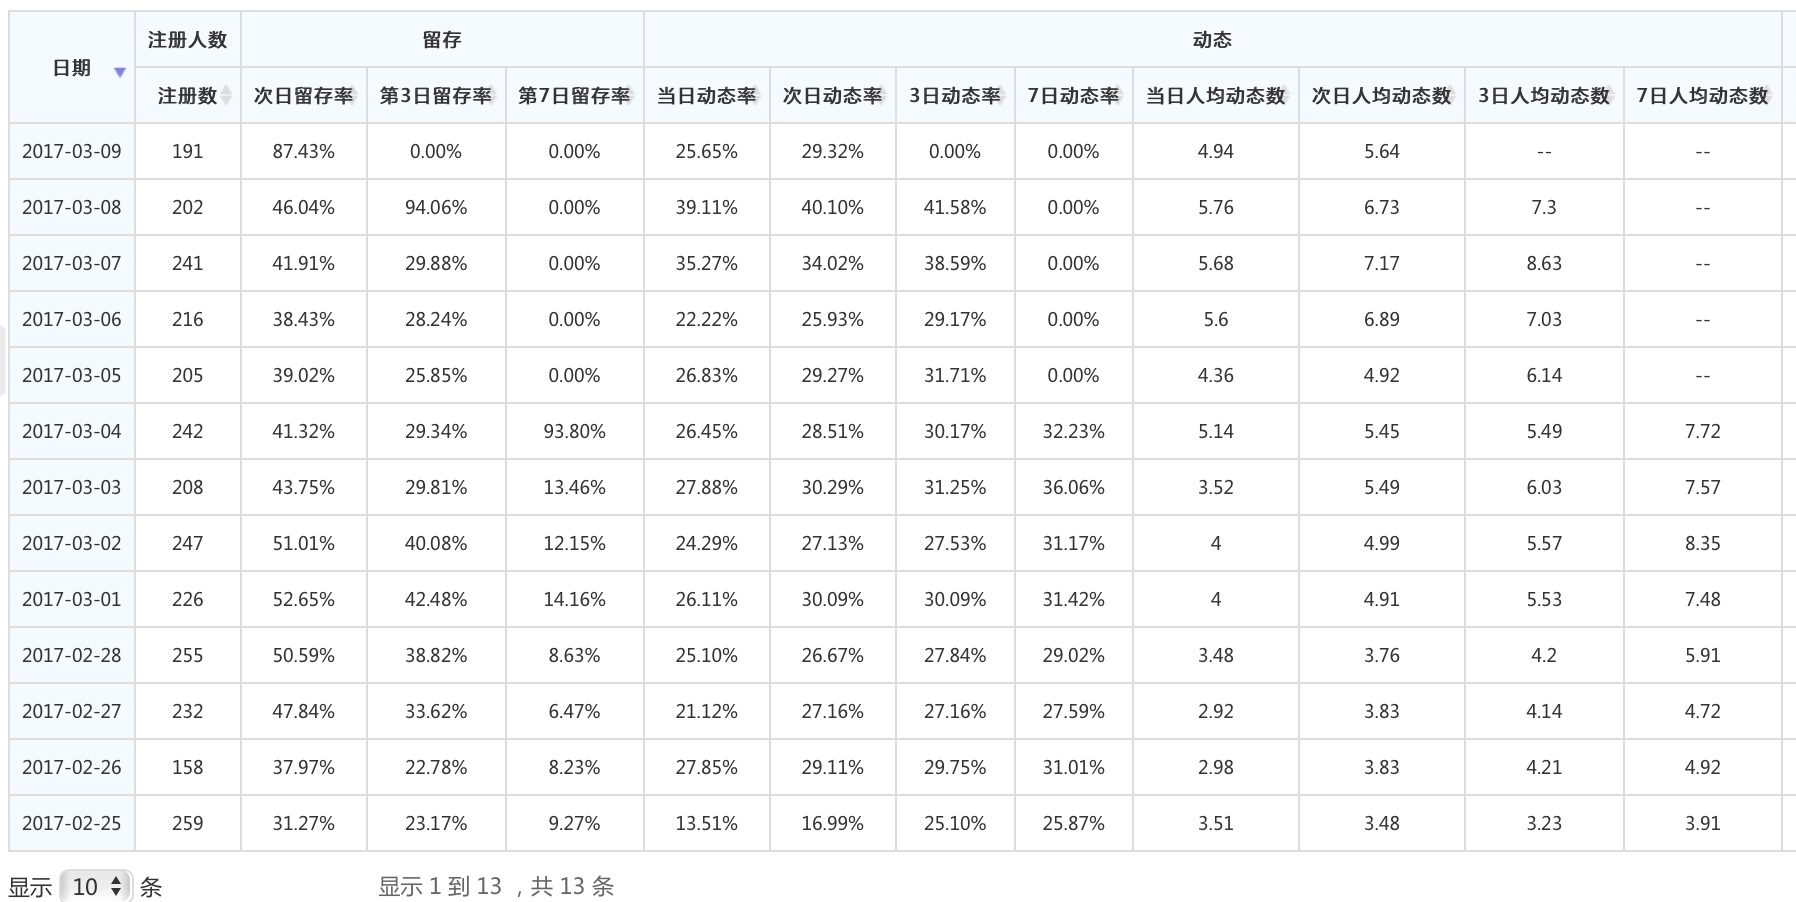 日期 注册人数 留存 动态
注册数 次日留存率 第3日留存率 第7日留存率 当日动态率 次日动态率 3日动态率 7日动态率 当日人均动态数 次日人均动态数 3日人均动态数 7日人均动态数
2017-03-09 191 87.43% 0.00% 0.00% 25.65% 29.32% 0.00% 0.00% 4.94 5.64 -- --
2017-03-08 202 46.04% 94.06% 0.00% 39.11% 40.10% 41.58% 0.00% 5.76 6.73 7.3 --
2017-03-07 241 41.91% 29.88% 0.00% 35.27% 34.02% 38.59% 0.00% 5.68 7.17 8.63 --
2017-03-06 216 38.43% 28.24% 0.00% 22.22% 25.93% 29.17% 0.00% 5.6 6.89 7.03 --
2017-03-05 205 39.02% 25.85% 0.00% 26.83% 29.27% 31.71% 0.00% 4.36 4.92 6.14 --
2017-03-04 242 41.32% 29.34% 93.80% 26.45% 28.51% 30.17% 32.23% 5.14 5.45 5.49 7.72
2017-03-03 208 43.75% 29.81% 13.46% 27.88% 30.29% 31.25% 36.06% 3.52 5.49 6.03 7.57
2017-03-02 247 51.01% 40.08% 12.15% 24.29% 27.13% 27.53% 31.17% 4 4.99 5.57 8.35
2017-03-01 226 52.65% 42.48% 14.16% 26.11% 30.09% 30.09% 31.42% 4 4.91 5.53 7.48
2017-02-28 255 50.59% 38.82% 8.63% 25.10% 26.67% 27.84% 29.02% 3.48 3.76 4.2 5.91
2017-02-27 232 47.84% 33.62% 6.47% 21.12% 27.16% 27.16% 27.59% 2.92 3.83 4.14 4.72
2017-02-26 158 37.97% 22.78% 8.23% 27.85% 29.11% 29.75% 31.01% 2.98 3.83 4.21 4.92
2017-02-25 259 31.27% 23.17% 9.27% 13.51% 16.99% 25.10% 25.87% 3.51 3.48 3.23 3.91
显示 10 条 显示 1 到 13 ，共 13 条